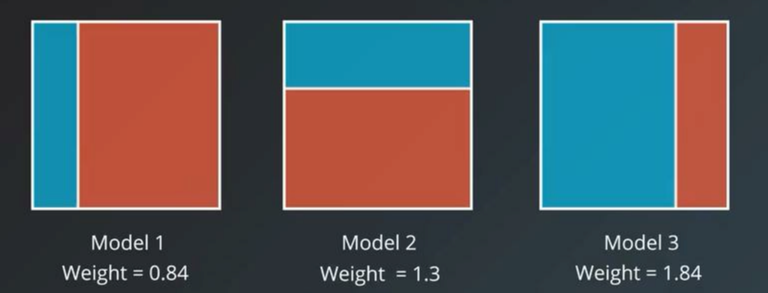 Model 1
Weight = 0.84
Model 2
Weight = 1.3
Model 3
Weight = 1.84